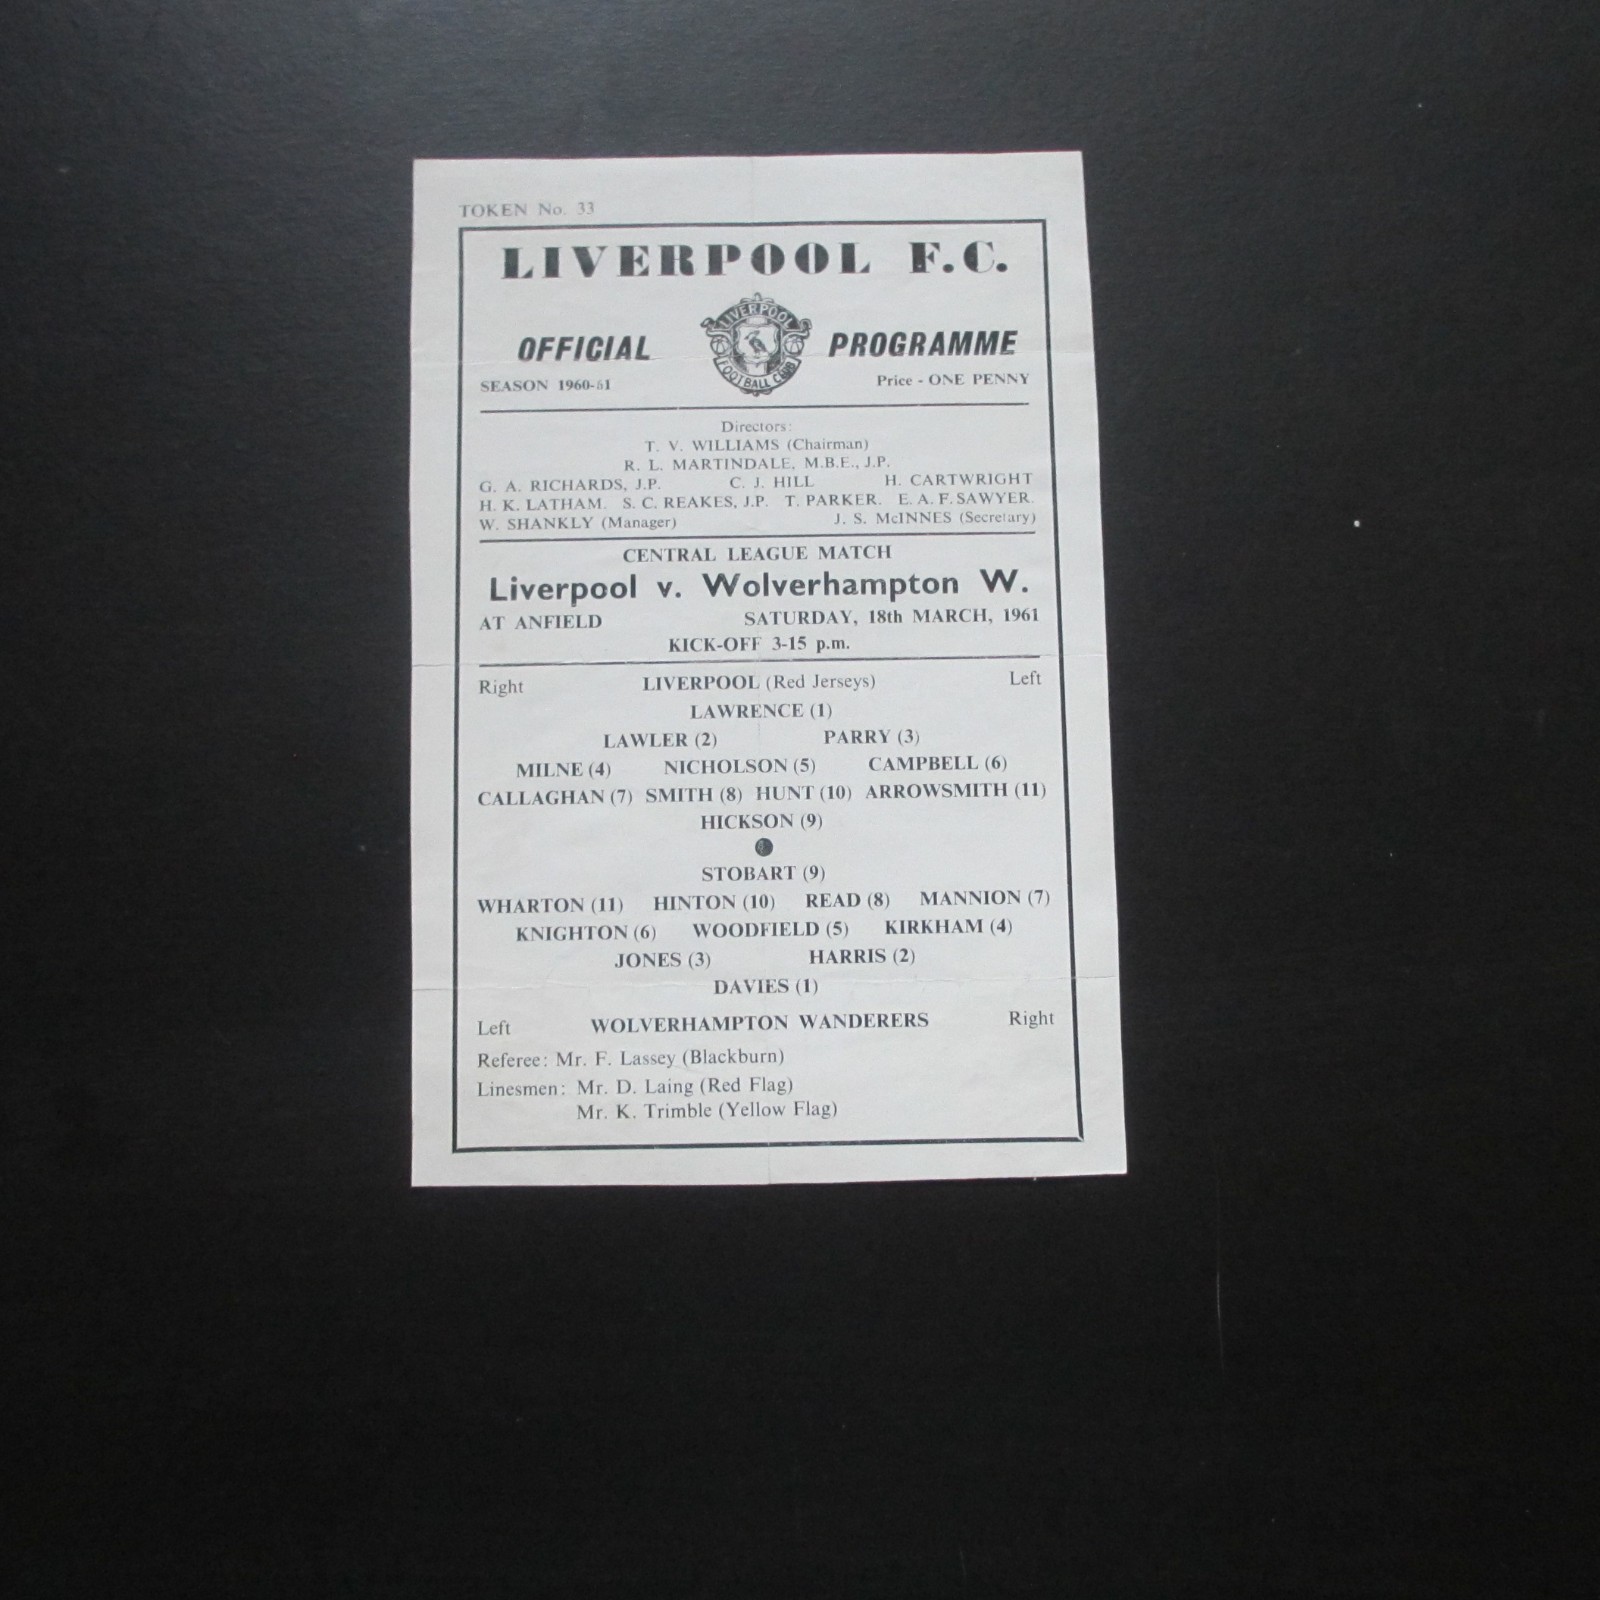 TOKEN No. 33
LIVERPOOL F.C.
LIVERPOOL
FOOTBALL CLUB
OFFICIAL PROGRAMME
SEASON 1960-61 Price - ONE PENNY
Directors:
T. V. WILLIAMS (Chairman)
R. L. MARTINDALE, M.B.E., J.P.
G. A. RICHARDS, J.P. C. J. HILL H. CARTWRIGHT
H. K. LATHAM. S. C. REAKES, J.P. T. PARKER. E. A. F. SAWYER.
W. SHANKLY (Manager) J. S. McINNES (Secretary)
CENTRAL LEAGUE MATCH
Liverpool v. Wolverhampton W.
AT ANFIELD SATURDAY, 18th MARCH, 1961
KICK-OFF 3-15 p.m.
Right LIVERPOOL (Red Jerseys) Left
LAWRENCE (1)
LAWLER (2) PARRY (3)
MILNE (4) NICHOLSON (5) CAMPBELL (6)
CALLAGHAN (7) SMITH (8) HUNT (10) ARROWSMITH (11)
HICKSON (9)
STOBART (9)
WHARTON (11) HINTON (10) READ (8) MANNION (7)
KNIGHTON (6) WOODFIELD (5) KIRKHAM (4)
JONES (3) HARRIS (2)
DAVIES (1)
Left WOLVERHAMPTON WANDERERS Right
Referee: Mr. F. Lassey (Blackburn)
Linesmen: Mr. D. Laing (Red Flag)
Mr. K. Trimble (Yellow Flag)